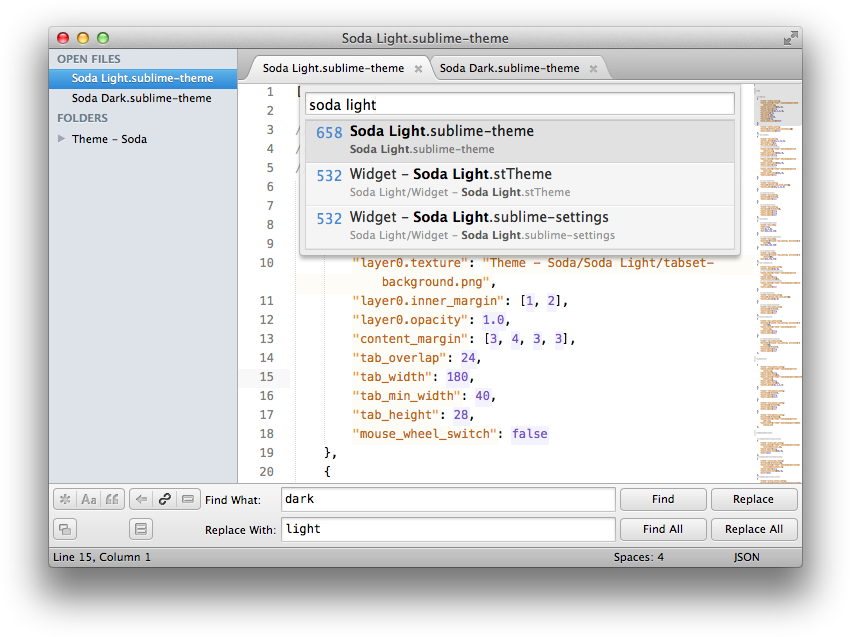 Soda Light.sublime-theme
OPEN FILES
Soda Light.sublime-theme
Soda Dark.sublime-theme
FOLDERS
Theme – Soda
Soda Light.sublime-theme
Soda Dark.sublime-theme
soda light
658 Soda Light.sublime-theme
Soda Light.sublime-theme
532 Widget – Soda Light.stTheme
Soda Light/Widget – Soda Light.stTheme
532 Widget – Soda Light.sublime-settings
Soda Light/Widget – Soda Light.sublime-settings
1 [
2
3 /
4 /
5 /
6
7
8
9
10 "layer0.texture": "Theme - Soda/Soda Light/tabset-
background.png",
11 "layer0.inner_margin": [1, 2],
12 "layer0.opacity": 1.0,
13 "content_margin": [3, 4, 3, 3],
14 "tab_overlap": 24,
15 "tab_width": 180,
16 "tab_min_width": 40,
17 "tab_height": 28,
18 "mouse_wheel_switch": false
19 },
20 {
Aa Find What: dark Find Replace
Replace With: light Find All Replace All
Line 15, Column 1 Spaces: 4 JSON